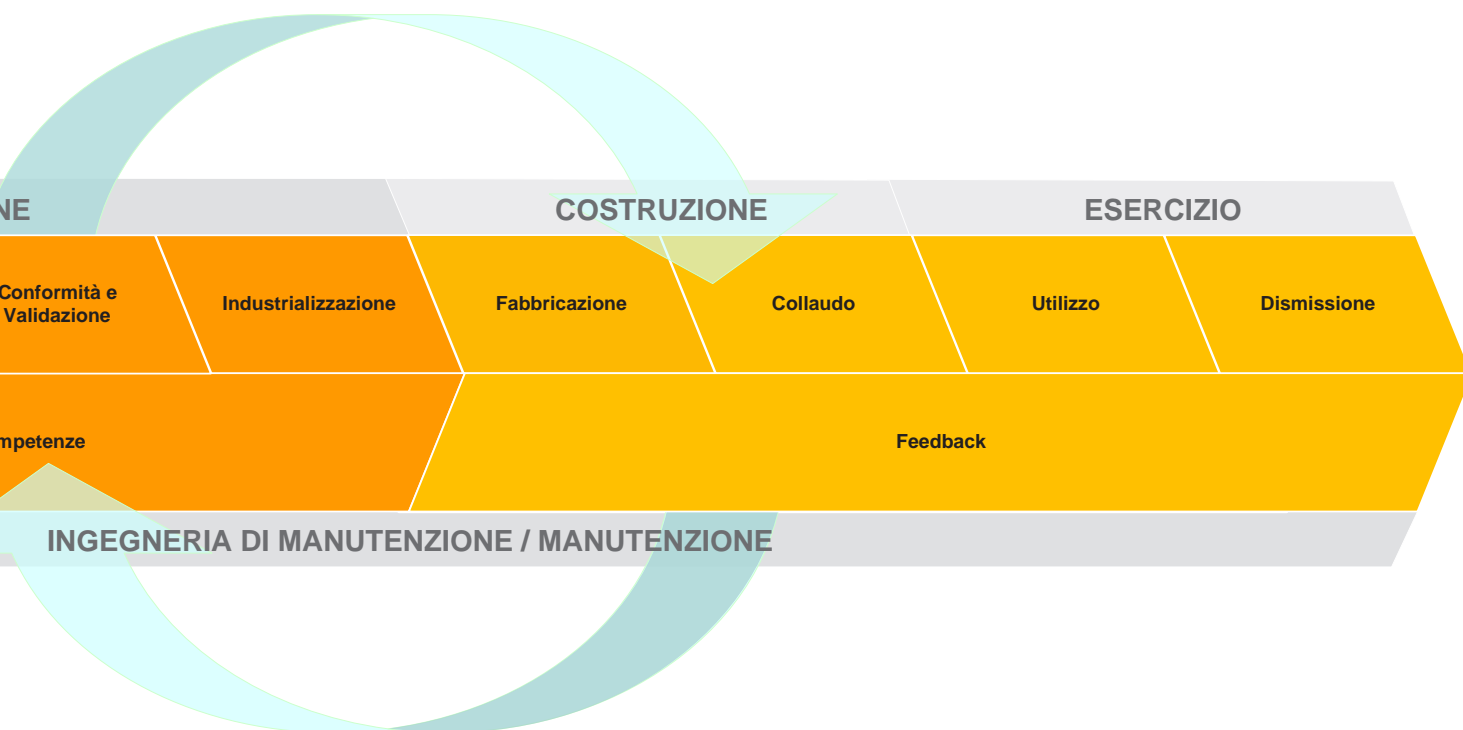 NE
COSTRUZIONE
ESERCIZIO
Conformità e
Validazione
Industrializzazione
Fabbricazione
Collaudo
Utilizzo
Dismissione
mpetenze
Feedback
INGEGNERIA DI MANUTENZIONE / MANUTENZIONE